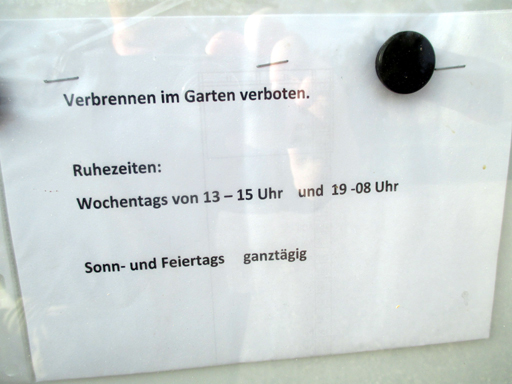 Verbrennen im Garten verboten.
Ruhezeiten:
Wochentags von 13 – 15 Uhr und 19 -08 Uhr
Sonn- und Feiertags ganztägig